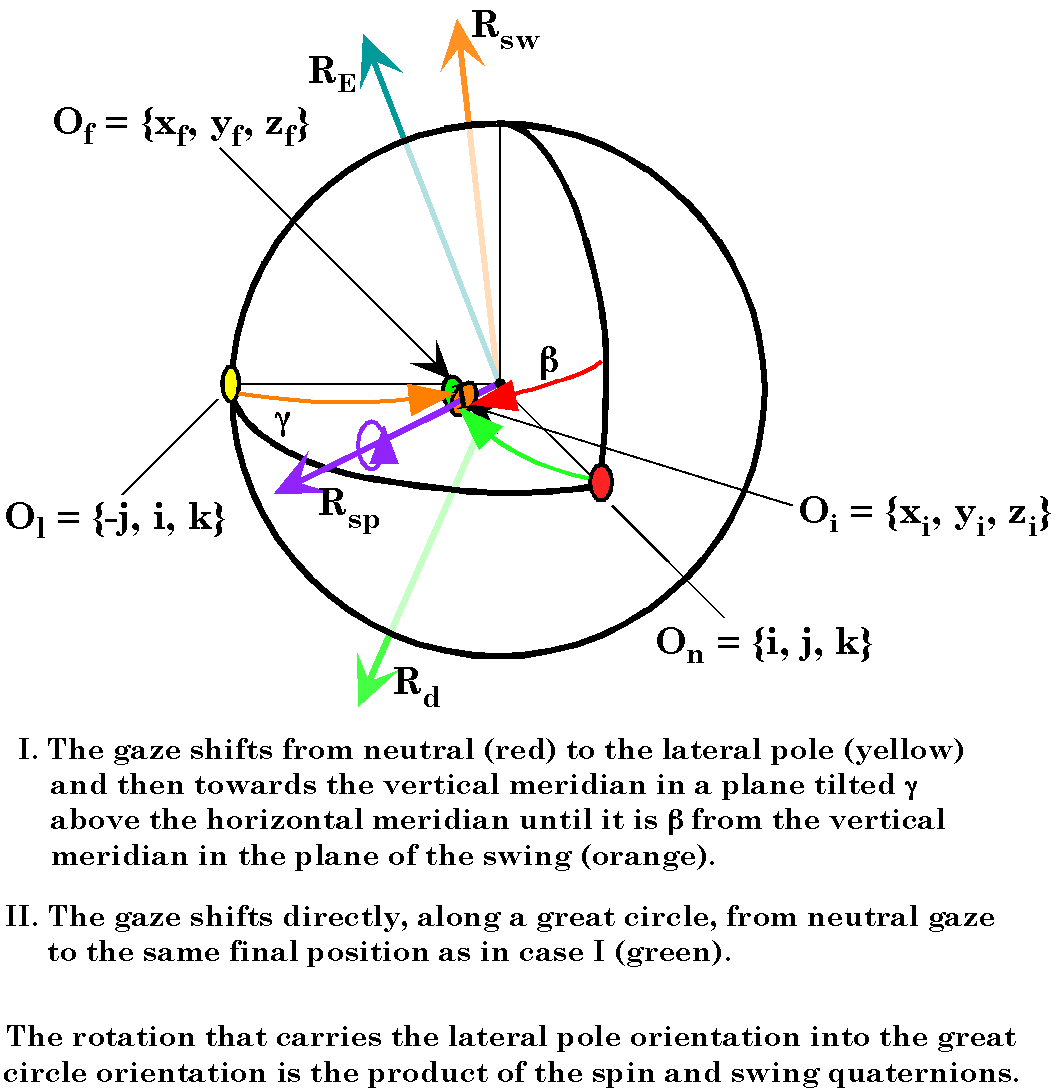 R_sw
R_E
O_f = {x_f, y_f, z_f}
β
γ
R_sp
O_l = {-j, i, k}
O_i = {x_i, y_i, z_i}
O_n = {i, j, k}
R_d
I. The gaze shifts from neutral (red) to the lateral pole (yellow)
and then towards the vertical meridian in a plane tilted γ
above the horizontal meridian until it is β from the vertical
meridian in the plane of the swing (orange).
II. The gaze shifts directly, along a great circle, from neutral gaze
to the same final position as in case I (green).
The rotation that carries the lateral pole orientation into the great
circle orientation is the product of the spin and swing quaternions.